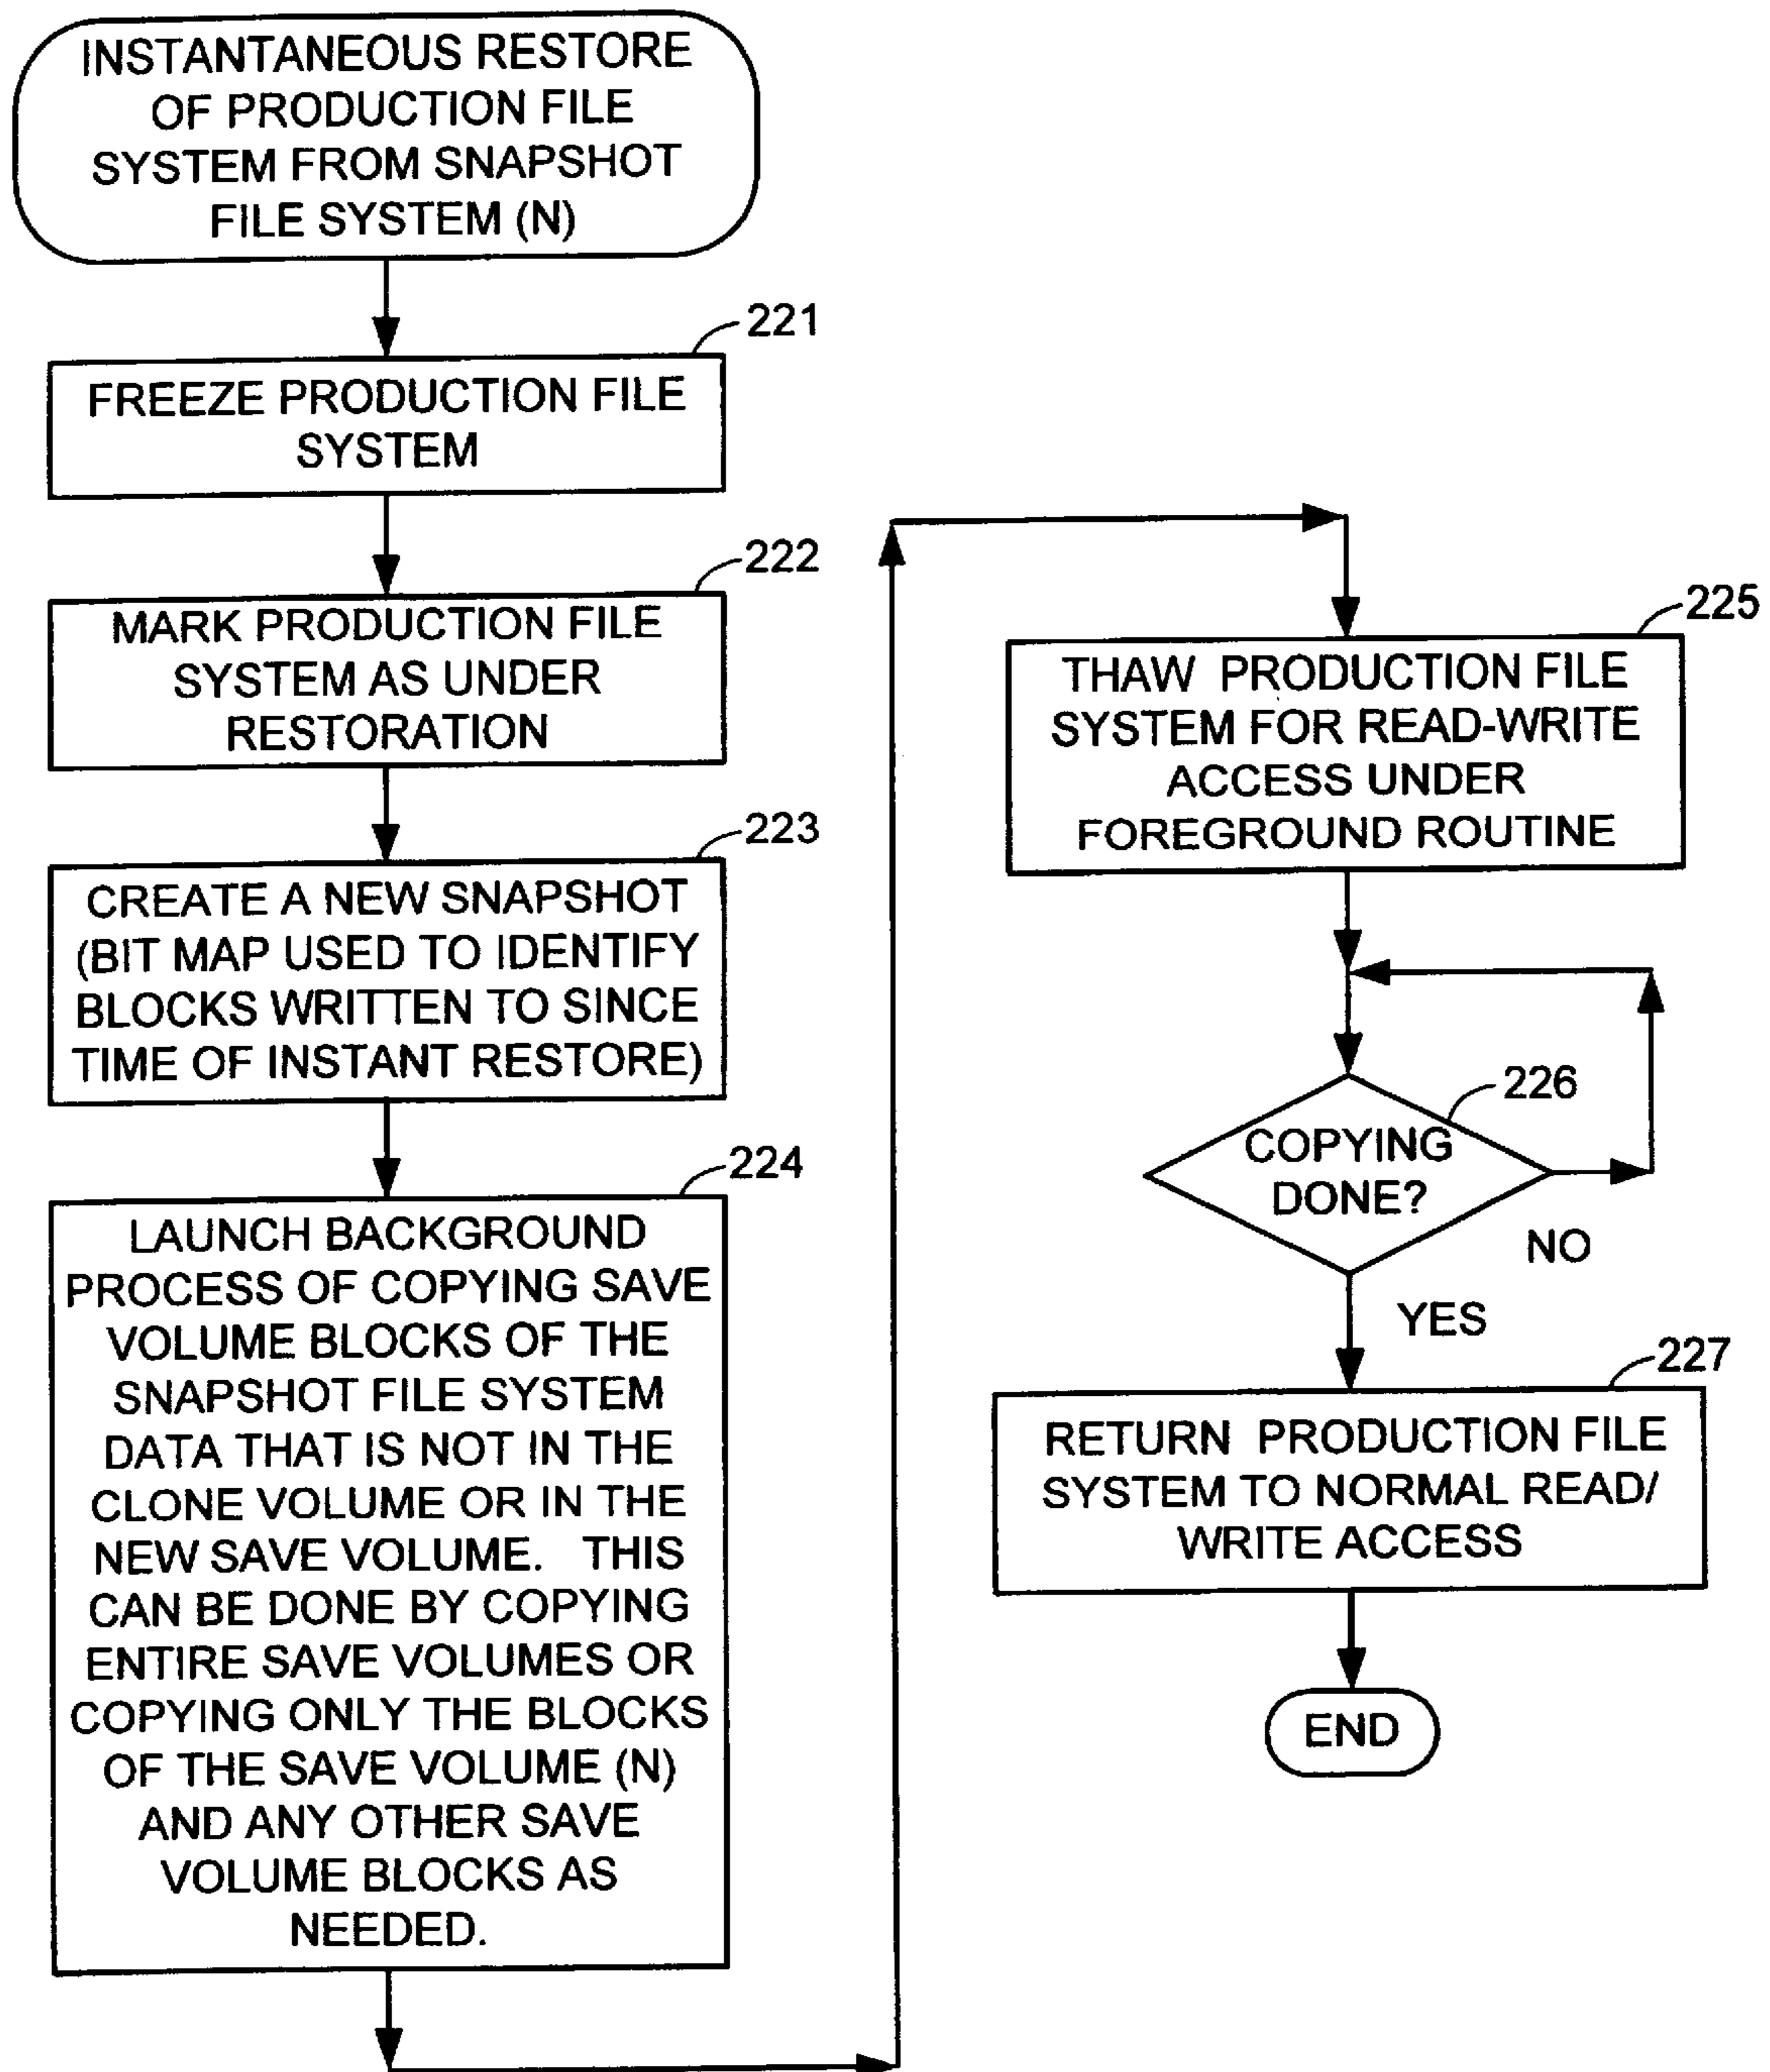 INSTANTANEOUS RESTORE
OF PRODUCTION FILE
SYSTEM FROM SNAPSHOT
FILE SYSTEM (N)
221
FREEZE PRODUCTION FILE
SYSTEM
222
MARK PRODUCTION FILE
SYSTEM AS UNDER
RESTORATION
223
CREATE A NEW SNAPSHOT
(BIT MAP USED TO IDENTIFY
BLOCKS WRITTEN TO SINCE
TIME OF INSTANT RESTORE)
224
LAUNCH BACKGROUND
PROCESS OF COPYING SAVE
VOLUME BLOCKS OF THE
SNAPSHOT FILE SYSTEM
DATA THAT IS NOT IN THE
CLONE VOLUME OR IN THE
NEW SAVE VOLUME. THIS
CAN BE DONE BY COPYING
ENTIRE SAVE VOLUMES OR
COPYING ONLY THE BLOCKS
OF THE SAVE VOLUME (N)
AND ANY OTHER SAVE
VOLUME BLOCKS AS
NEEDED.
225
THAW PRODUCTION FILE
SYSTEM FOR READ-WRITE
ACCESS UNDER
FOREGROUND ROUTINE
226
COPYING
DONE?
NO
YES
227
RETURN PRODUCTION FILE
SYSTEM TO NORMAL READ/
WRITE ACCESS
END